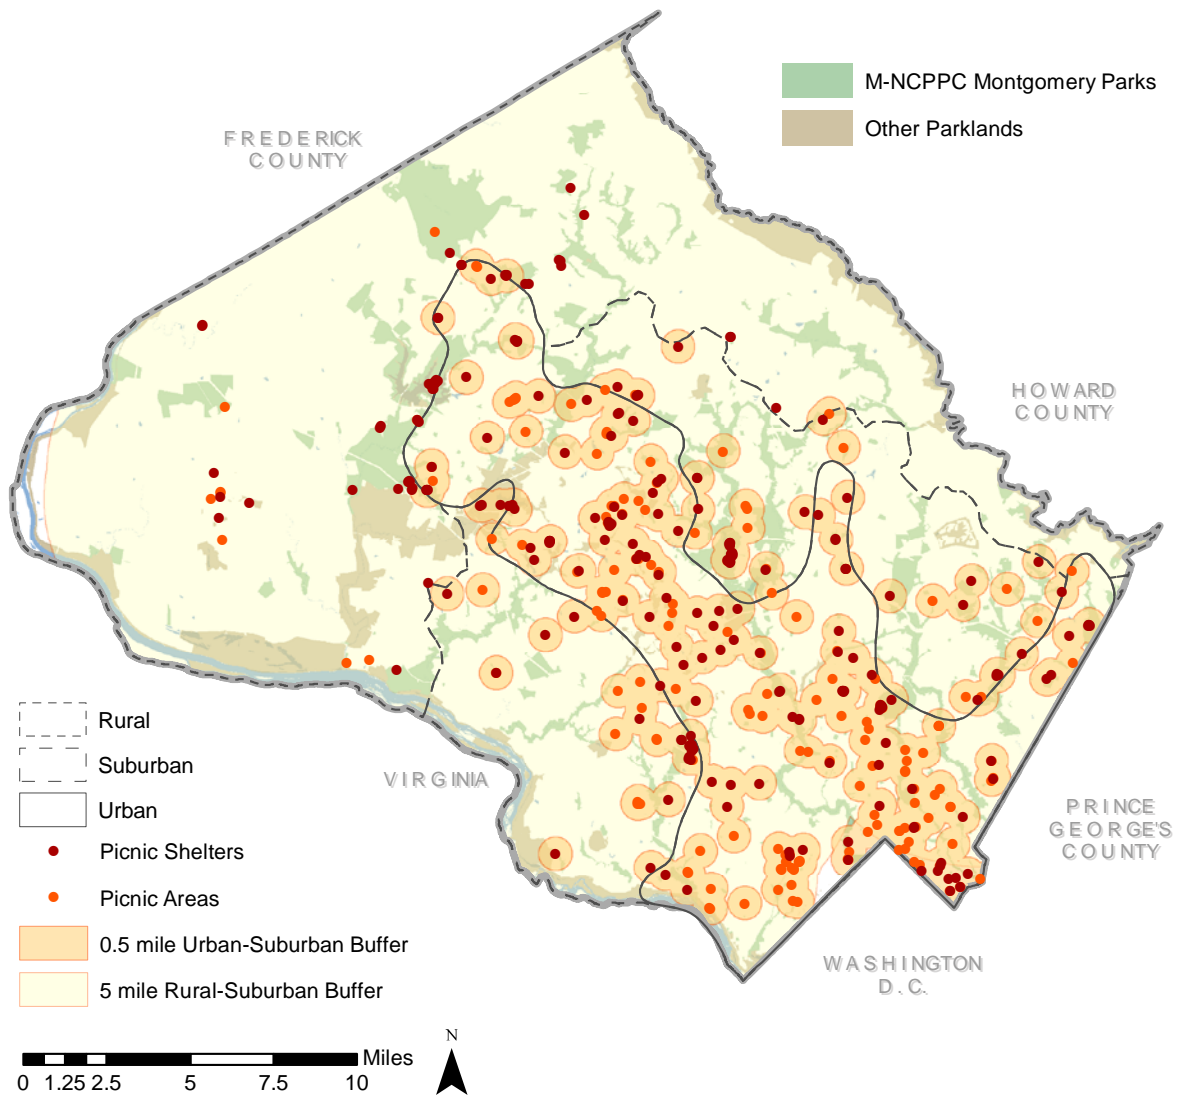 M-NCPPC Montgomery Parks
Other Parklands
FREDERICK
COUNTY
HOWARD
COUNTY
VIRGINIA
PRINCE
GEORGE'S
COUNTY
WASHINGTON
D.C.
Rural
Suburban
Urban
Picnic Shelters
Picnic Areas
0.5 mile Urban-Suburban Buffer
5 mile Rural-Suburban Buffer
Miles
0 1.25 2.5 5 7.5 10
N